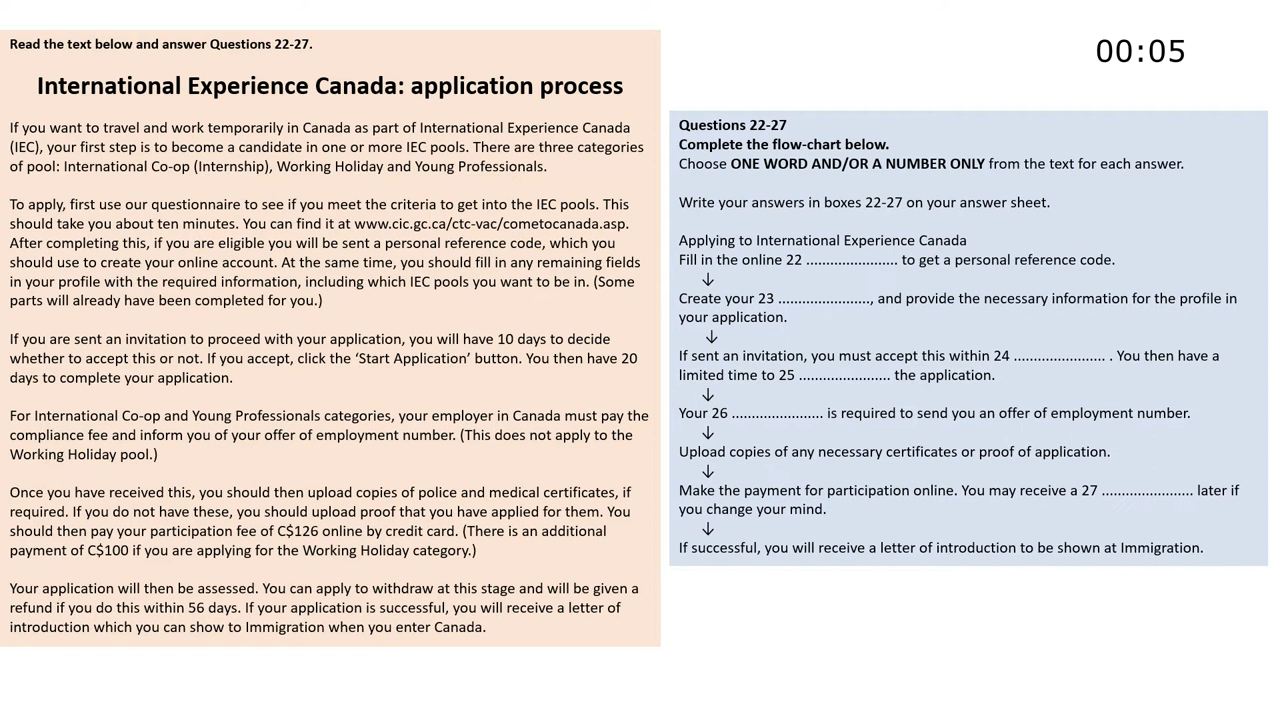 Read the text below and answer Questions 22-27.
International Experience Canada: application process
If you want to travel and work temporarily in Canada as part of International Experience Canada
(IEC), your first step is to become a candidate in one or more IEC pools. There are three categories
of pool: International Co-op (Internship), Working Holiday and Young Professionals.
To apply, first use our questionnaire to see if you meet the criteria to get into the IEC pools. This
should take you about ten minutes. You can find it at www.cic.gc.ca/ctc-vac/cometocanada.asp.
After completing this, if you are eligible you will be sent a personal reference code, which you
should use to create your online account. At the same time, you should fill in any remaining fields
in your profile with the required information, including which IEC pools you want to be in. (Some
parts will already have been completed for you.)
If you are sent an invitation to proceed with your application, you will have 10 days to decide
whether to accept this or not. If you accept, click the ‘Start Application’ button. You then have 20
days to complete your application.
For International Co-op and Young Professionals categories, your employer in Canada must pay the
compliance fee and inform you of your offer of employment number. (This does not apply to the
Working Holiday pool.)
Once you have received this, you should then upload copies of police and medical certificates, if
required. If you do not have these, you should upload proof that you have applied for them. You
should then pay your participation fee of C$126 online by credit card. (There is an additional
payment of C$100 if you are applying for the Working Holiday category.)
Your application will then be assessed. You can apply to withdraw at this stage and will be given a
refund if you do this within 56 days. If your application is successful, you will receive a letter of
introduction which you can show to Immigration when you enter Canada.
00:05
Questions 22-27
Complete the flow-chart below.
Choose ONE WORD AND/OR A NUMBER ONLY from the text for each answer.
Write your answers in boxes 22-27 on your answer sheet.
Applying to International Experience Canada
Fill in the online 22 ...................... to get a personal reference code.
↓
Create your 23 ......................, and provide the necessary information for the profile in
your application.
↓
If sent an invitation, you must accept this within 24 ...................... . You then have a
limited time to 25 ...................... the application.
↓
Your 26 ...................... is required to send you an offer of employment number.
↓
Upload copies of any necessary certificates or proof of application.
↓
Make the payment for participation online. You may receive a 27 ...................... later if
you change your mind.
↓
If successful, you will receive a letter of introduction to be shown at Immigration.